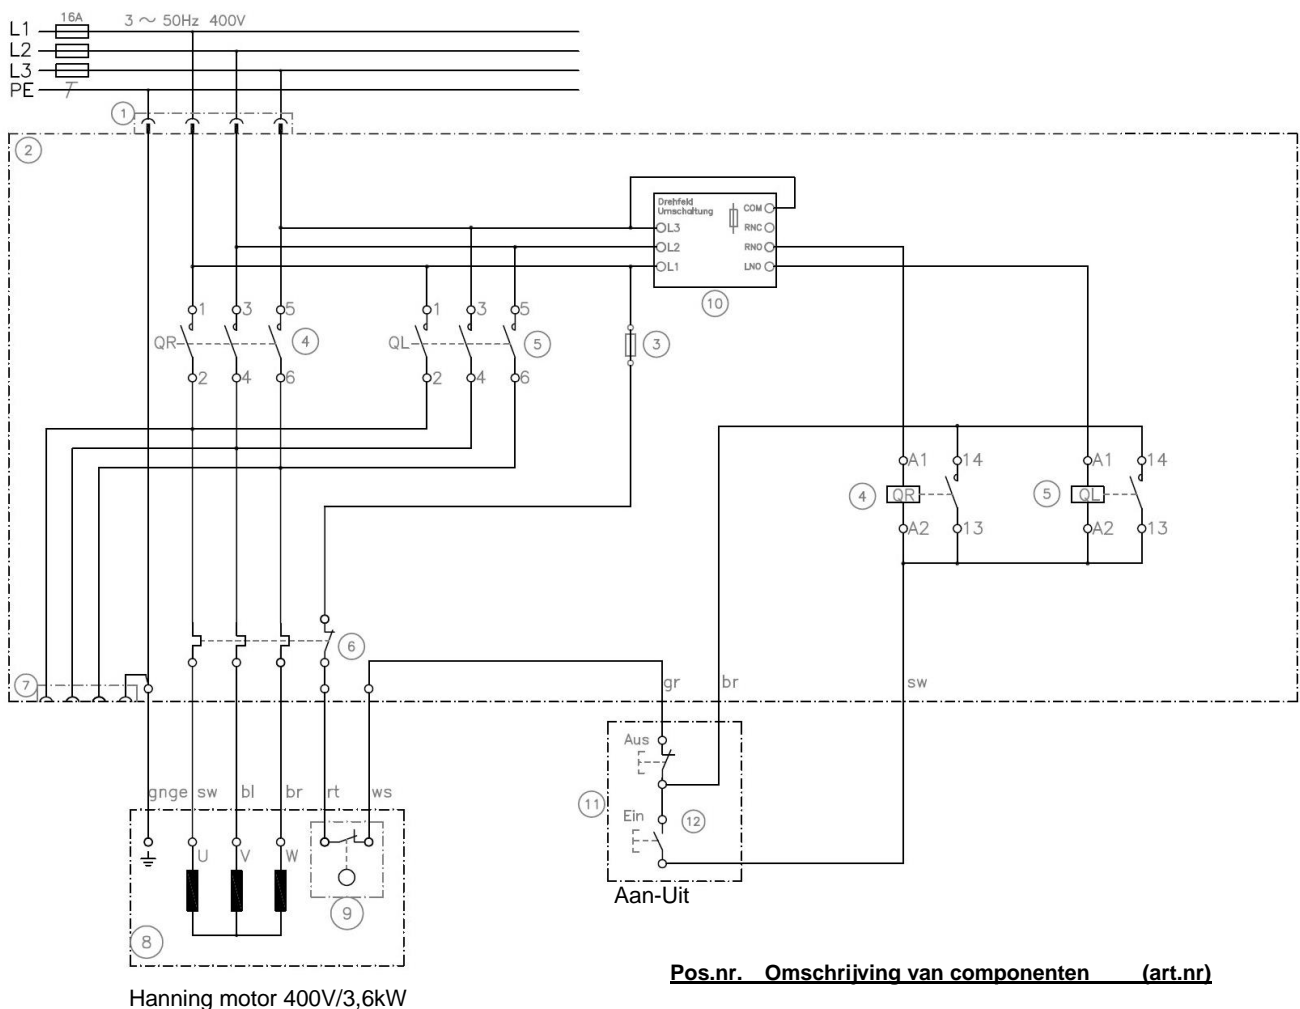 L1 16A 3 ~ 50Hz 400V
L2
L3
PE
1
2
Drehfeld
Umschaltung
COM
L3 RNC
L2 RNO
L1 LNO
10
1 3 5
QR 4
2 4 6
1 3 5
QL 5
2 4 6
3
A1 14
4 QR
A2 13
A1 14
5 QL
A2 13
6
7
gr br sw
gnge sw bl br rt ws
Aus
11
Ein 12
Aan-Uit
U V W
9
8
Hanning motor 400V/3,6kW
Pos.nr. Omschrijving van componenten (art.nr)